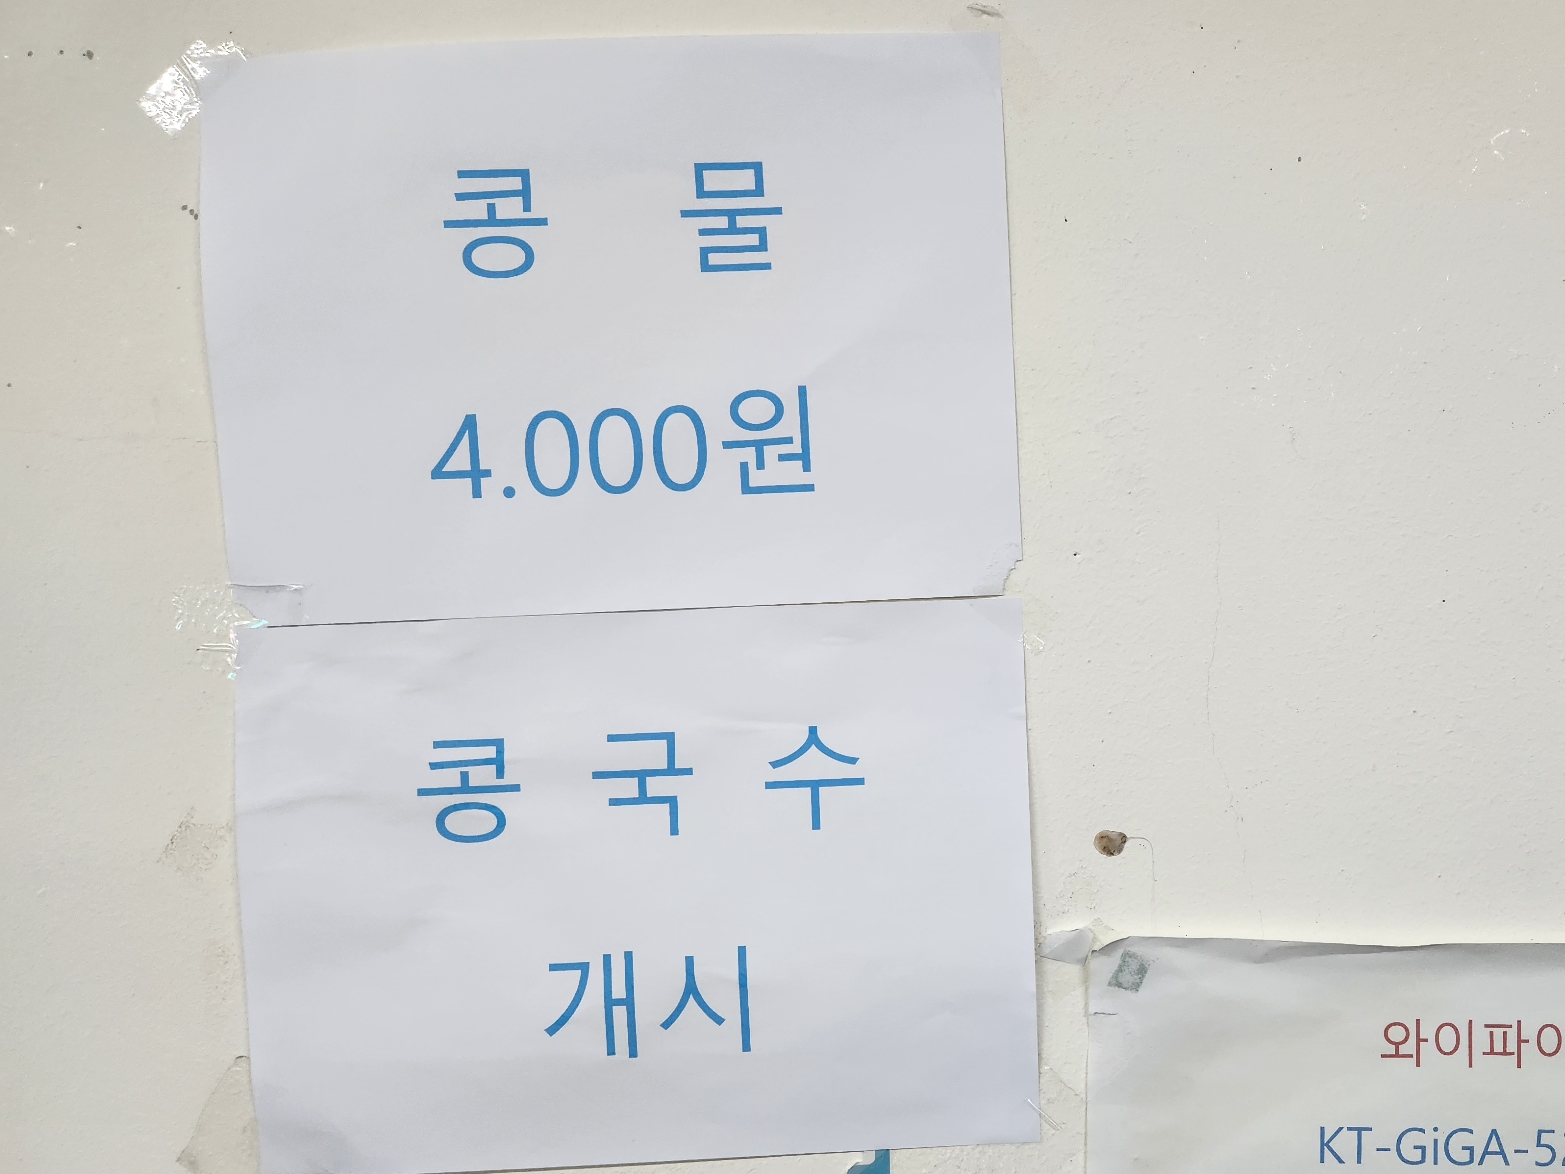 콩 물
4.000원
콩 국 수
개시
와이파이
KT-GiGA-5